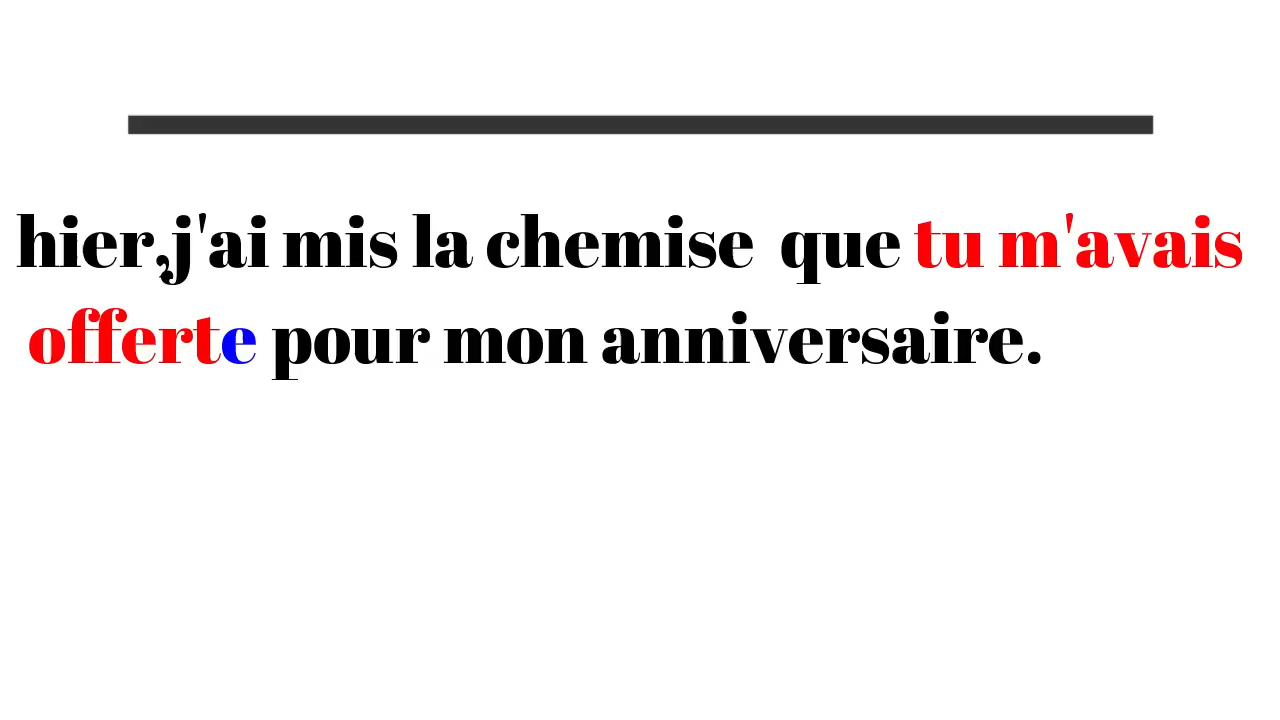 hier,j'ai mis la chemise  que tu m'avais
offerte pour mon anniversaire.